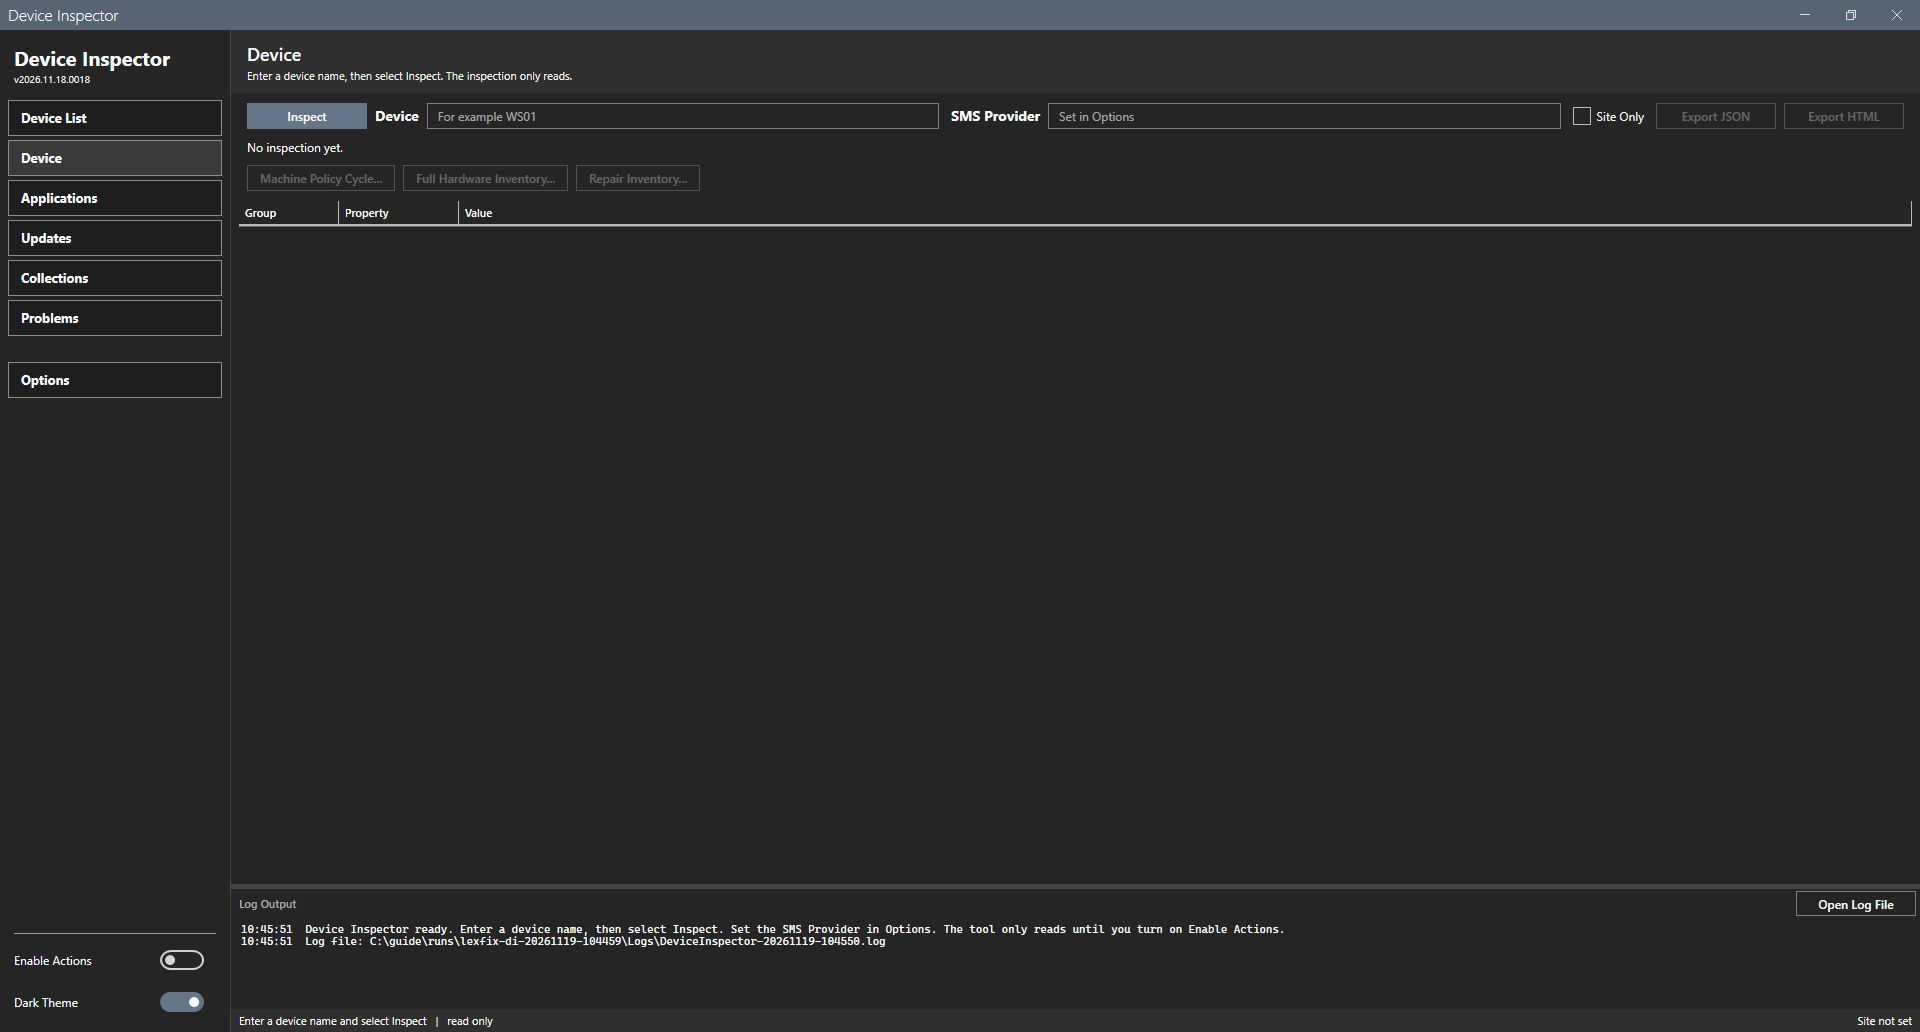 Device Inspector
Device Inspector
v2026.11.18.0018
Device List
Device
Applications
Updates
Collections
Problems
Options
Enable Actions
Dark Theme
Device
Enter a device name, then select Inspect. The inspection only reads.
Inspect Device For example WS01 SMS Provider Set in Options Site Only Export JSON Export HTML
No inspection yet.
Machine Policy Cycle... Full Hardware Inventory... Repair Inventory...
Group Property Value
Log Output Open Log File
10:45:51 Device Inspector ready. Enter a device name, then select Inspect. Set the SMS Provider in Options. The tool only reads until you turn on Enable Actions.
10:45:51 Log file: C:\guide\runs\lexfix-di-20261119-104459\Logs\DeviceInspector-20261119-104550.log
Enter a device name and select Inspect | read only Site not set